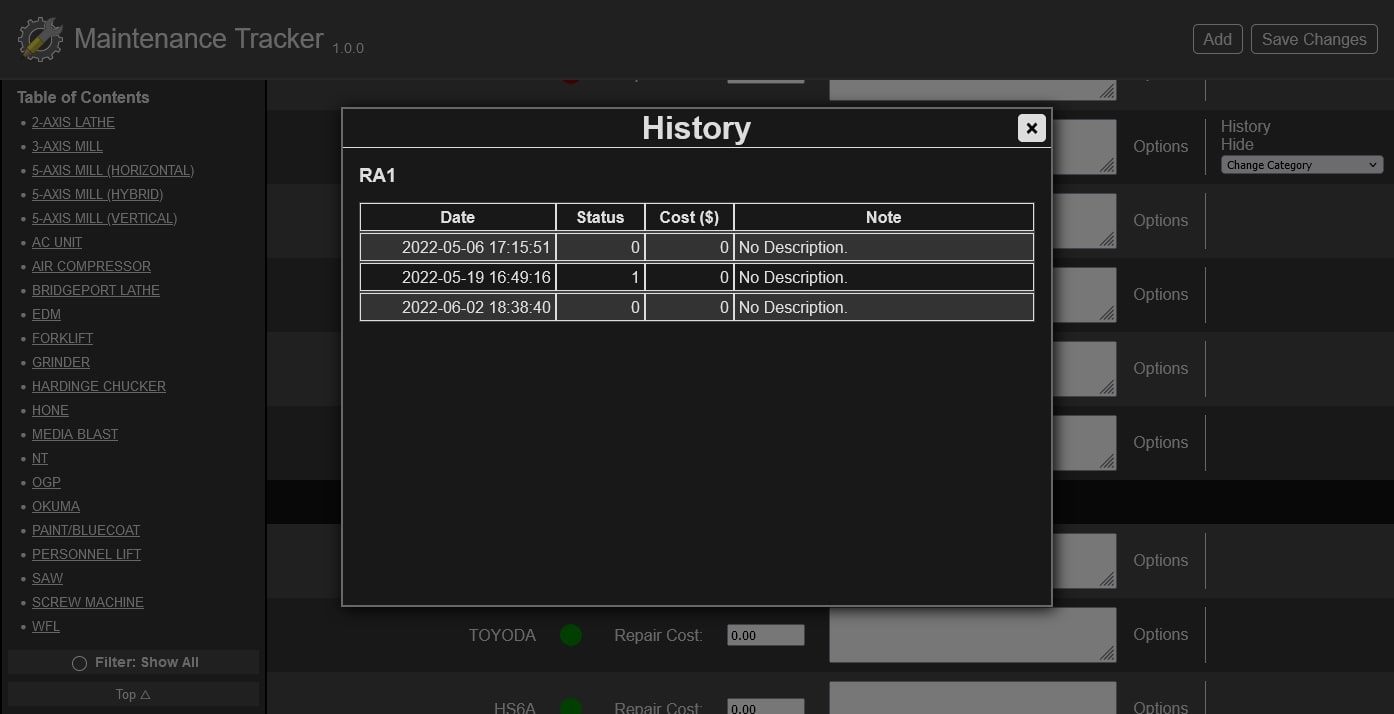 Maintenance Tracker 1.0.0
Add
Save Changes
Table of Contents
2-AXIS LATHE
3-AXIS MILL
5-AXIS MILL (HORIZONTAL)
5-AXIS MILL (HYBRID)
5-AXIS MILL (VERTICAL)
AC UNIT
AIR COMPRESSOR
BRIDGEPORT LATHE
EDM
FORKLIFT
GRINDER
HARDINGE CHUCKER
HONE
MEDIA BLAST
NT
OGP
OKUMA
PAINT/BLUECOAT
PERSONNEL LIFT
SAW
SCREW MACHINE
WFL
Filter: Show All
Top △
History
×
RA1
Date Status Cost ($) Note
2022-05-06 17:15:51 0 0 No Description.
2022-05-19 16:49:16 1 0 No Description.
2022-06-02 18:38:40 0 0 No Description.
Options
History
Hide
Change Category
Options
Options
Options
Options
Options
TOYODA Repair Cost: 0.00 Options
HS6A Repair Cost: 0.00 Options